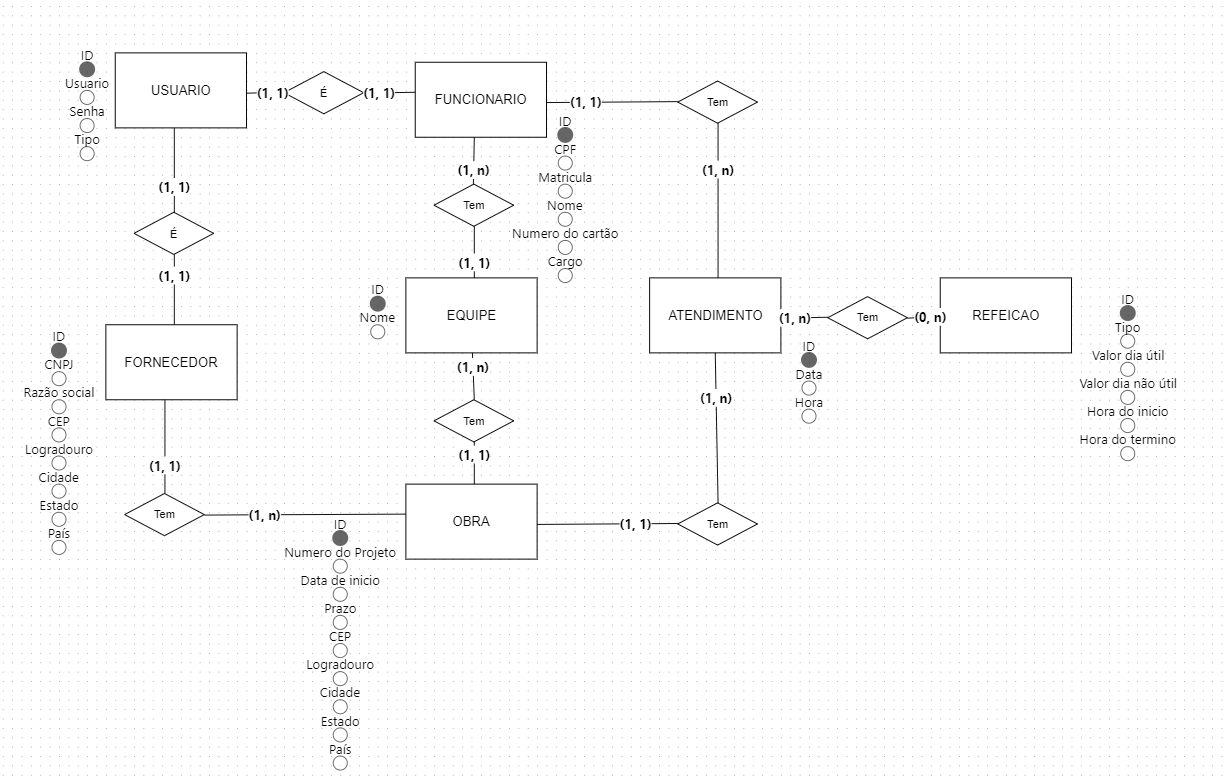 ID
Usuario
Senha
Tipo
USUARIO
(1, 1)
É
(1, 1)
FUNCIONARIO
(1, 1)
Tem
ID
CPF
Matricula
Nome
Numero do cartão
Cargo
(1, n)
Tem
(1, 1)
(1, n)
(1, 1)
É
(1, 1)
ID
Nome
EQUIPE
ATENDIMENTO
(1, n)
Tem
(0, n)
REFEICAO
ID
Tipo
Valor dia útil
Valor dia não útil
Hora do inicio
Hora do termino
ID
Data
Hora
ID
CNPJ
Razão social
CEP
Logradouro
Cidade
Estado
País
FORNECEDOR
(1, n)
Tem
(1, 1)
(1, n)
(1, 1)
Tem
(1, n)
OBRA
(1, 1)
Tem
ID
Numero do Projeto
Data de inicio
Prazo
CEP
Logradouro
Cidade
Estado
País